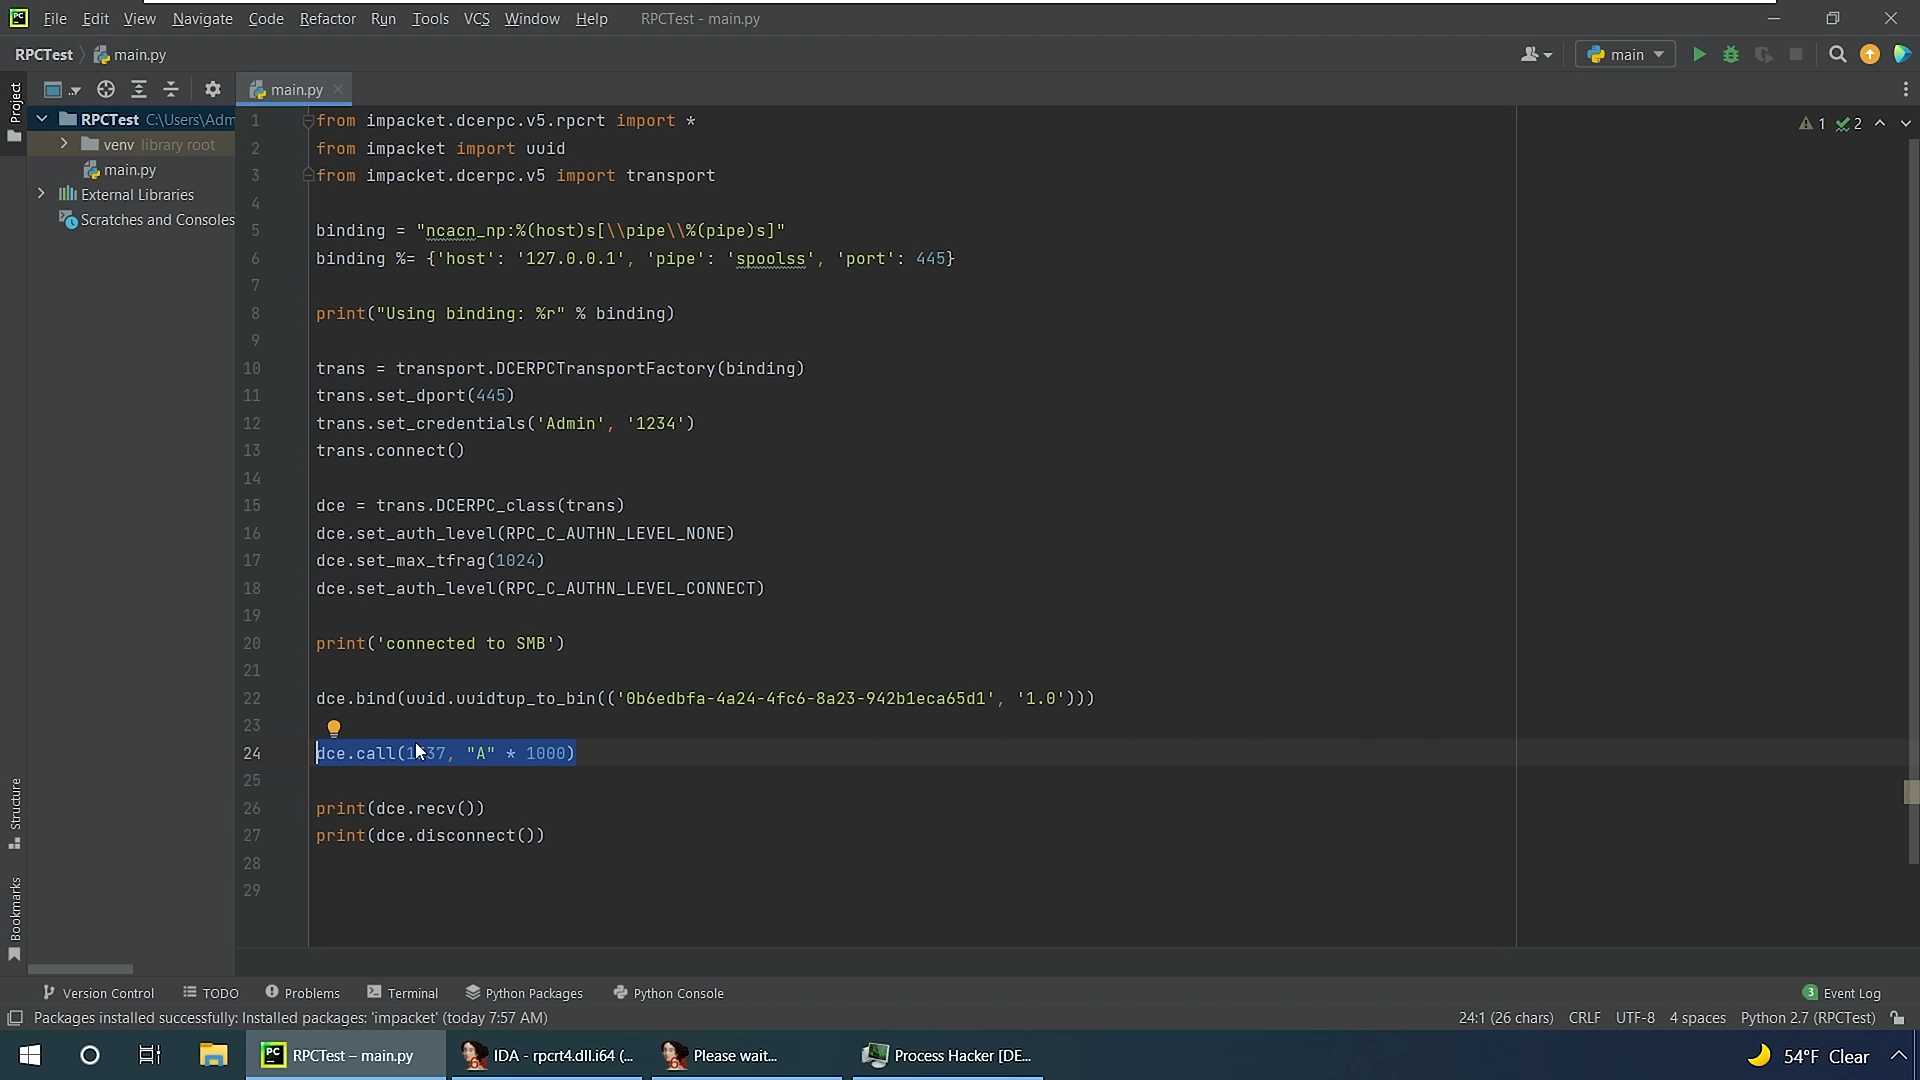 PC File Edit View Navigate Code Refactor Run Tools VCS Window Help RPCTest - main.py
RPCTest main.py
main
Project
main.py
RPCTest C:\Users\Adm
venv library root
main.py
External Libraries
Scratches and Consoles
1 2
1 from impacket.dcerpc.v5.rpcrt import *
2 from impacket import uuid
3 from impacket.dcerpc.v5 import transport
4
5 binding = "ncacn_np:%(host)s[\\pipe\\%(pipe)s]"
6 binding %= {'host': '127.0.0.1', 'pipe': 'spoolss', 'port': 445}
7
8 print("Using binding: %r" % binding)
9
10 trans = transport.DCERPCTransportFactory(binding)
11 trans.set_dport(445)
12 trans.set_credentials('Admin', '1234')
13 trans.connect()
14
15 dce = trans.DCERPC_class(trans)
16 dce.set_auth_level(RPC_C_AUTHN_LEVEL_NONE)
17 dce.set_max_tfrag(1024)
18 dce.set_auth_level(RPC_C_AUTHN_LEVEL_CONNECT)
19
20 print('connected to SMB')
21
22 dce.bind(uuid.uuidtup_to_bin(('0b6edbfa-4a24-4fc6-8a23-942b1eca65d1', '1.0')))
23
24 dce.call( "A" * 1000)
25
26 print(dce.recv())
27 print(dce.disconnect())
28
29
Structure
Bookmarks
Version Control TODO Problems Terminal Python Packages Python Console 3 Event Log
Packages installed successfully: Installed packages: 'impacket' (today 7:57 AM) 24:1 (26 chars) CRLF UTF-8 4 spaces Python 2.7 (RPCTest)
PC RPCTest – main.py IDA - rpcrt4.dll.i64 (... Please wait... Process Hacker [DE... 54°F Clear